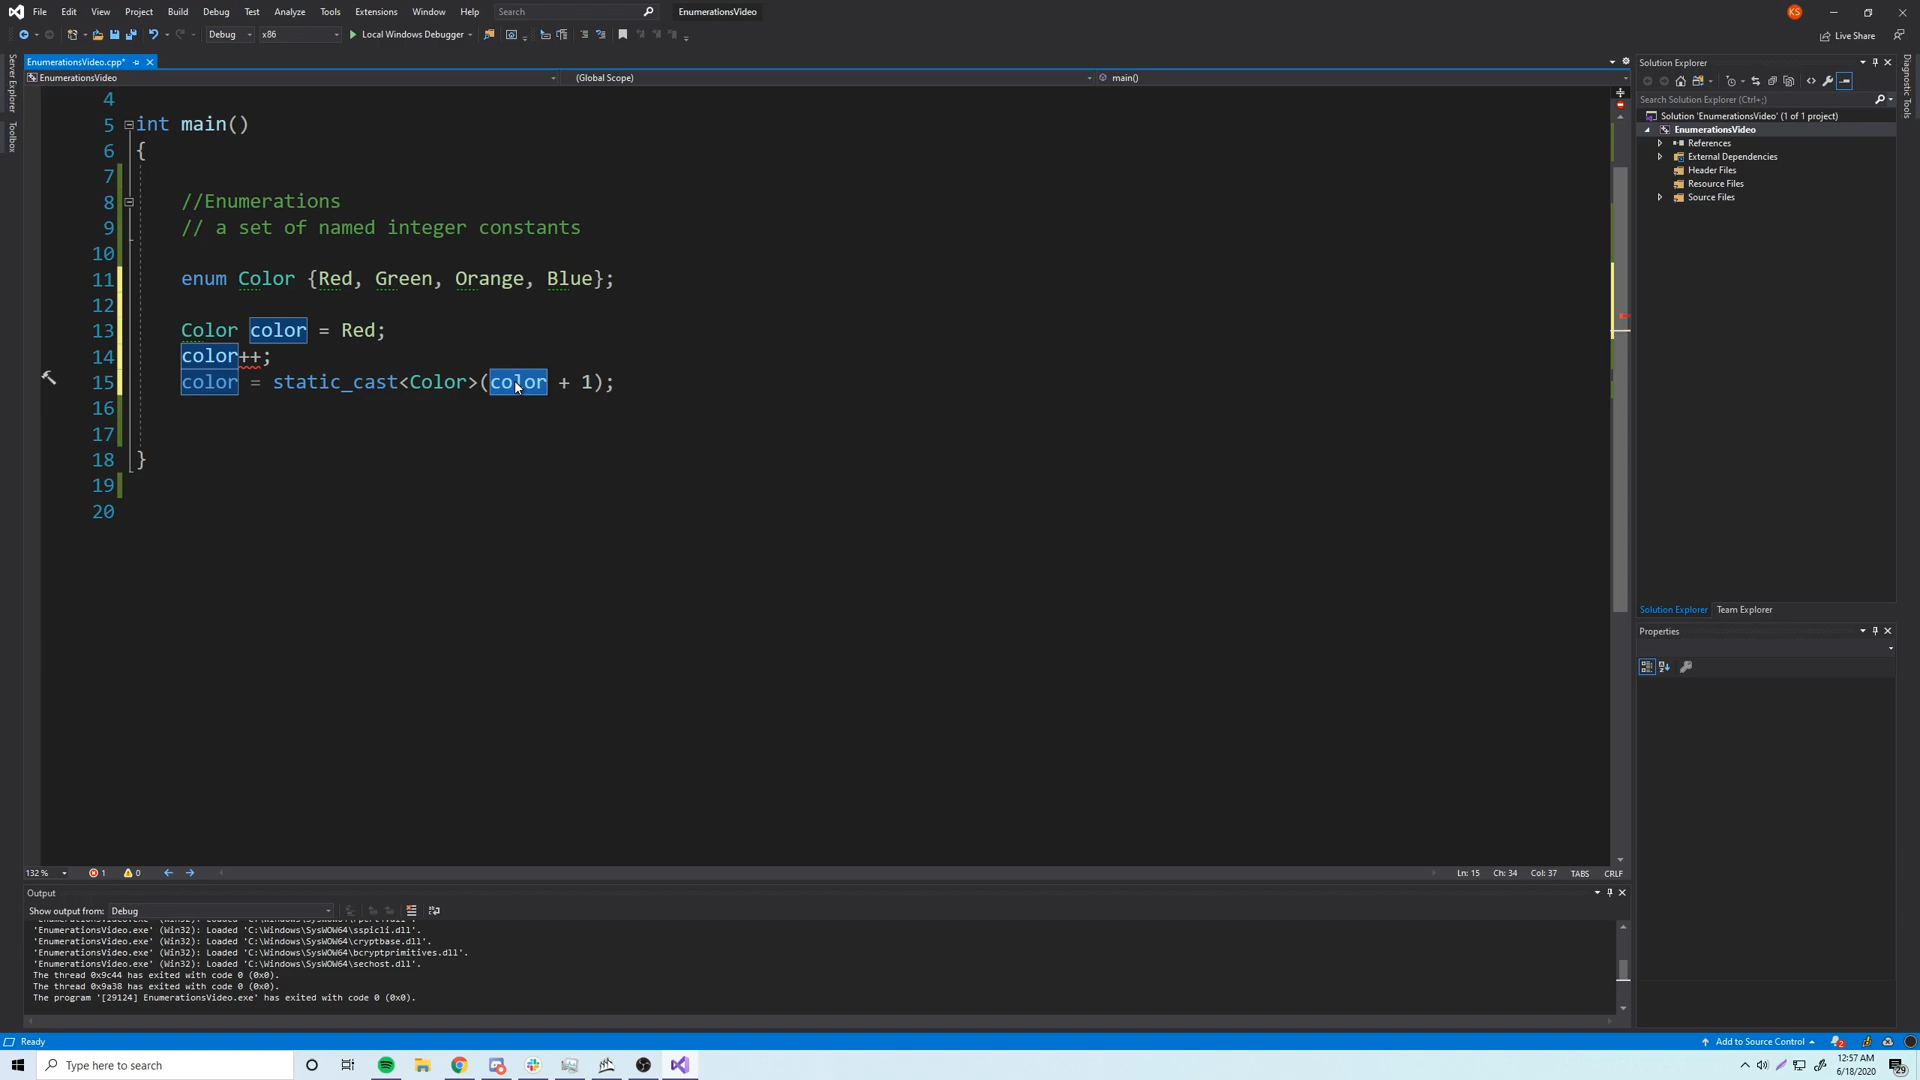 File Edit View Project Build Debug Test Analyze Tools Extensions Window Help Search EnumerationsVideo KS
Debug x86 Local Windows Debugger Live Share
EnumerationsVideo.cpp*
EnumerationsVideo (Global Scope) main()
Server Explorer
Toolbox
4
5 int main()
6 {
7
8 //Enumerations
9 // a set of named integer constants
10
11 enum Color {Red, Green, Orange, Blue};
12
13 Color color = Red;
14 color++;
15 color = static_cast<Color>(color + 1);
16
17
18 }
19
20
132 % 1 0 Ln: 15 Ch: 34 Col: 37 TABS CRLF
Output
Show output from: Debug
'EnumerationsVideo.exe' (Win32): Loaded 'C:\Windows\SysWOW64\sspicli.dll'.
'EnumerationsVideo.exe' (Win32): Loaded 'C:\Windows\SysWOW64\cryptbase.dll'.
'EnumerationsVideo.exe' (Win32): Loaded 'C:\Windows\SysWOW64\bcryptprimitives.dll'.
'EnumerationsVideo.exe' (Win32): Loaded 'C:\Windows\SysWOW64\sechost.dll'.
The thread 0x9c44 has exited with code 0 (0x0).
The thread 0x9a38 has exited with code 0 (0x0).
The program '[29124] EnumerationsVideo.exe' has exited with code 0 (0x0).
Solution Explorer
Search Solution Explorer (Ctrl+;)
Solution 'EnumerationsVideo' (1 of 1 project)
EnumerationsVideo
References
External Dependencies
Header Files
Resource Files
Source Files
Solution Explorer Team Explorer
Properties
Diagnostic Tools
Ready Add to Source Control 2
Type here to search
12:57 AM
6/18/2020
29